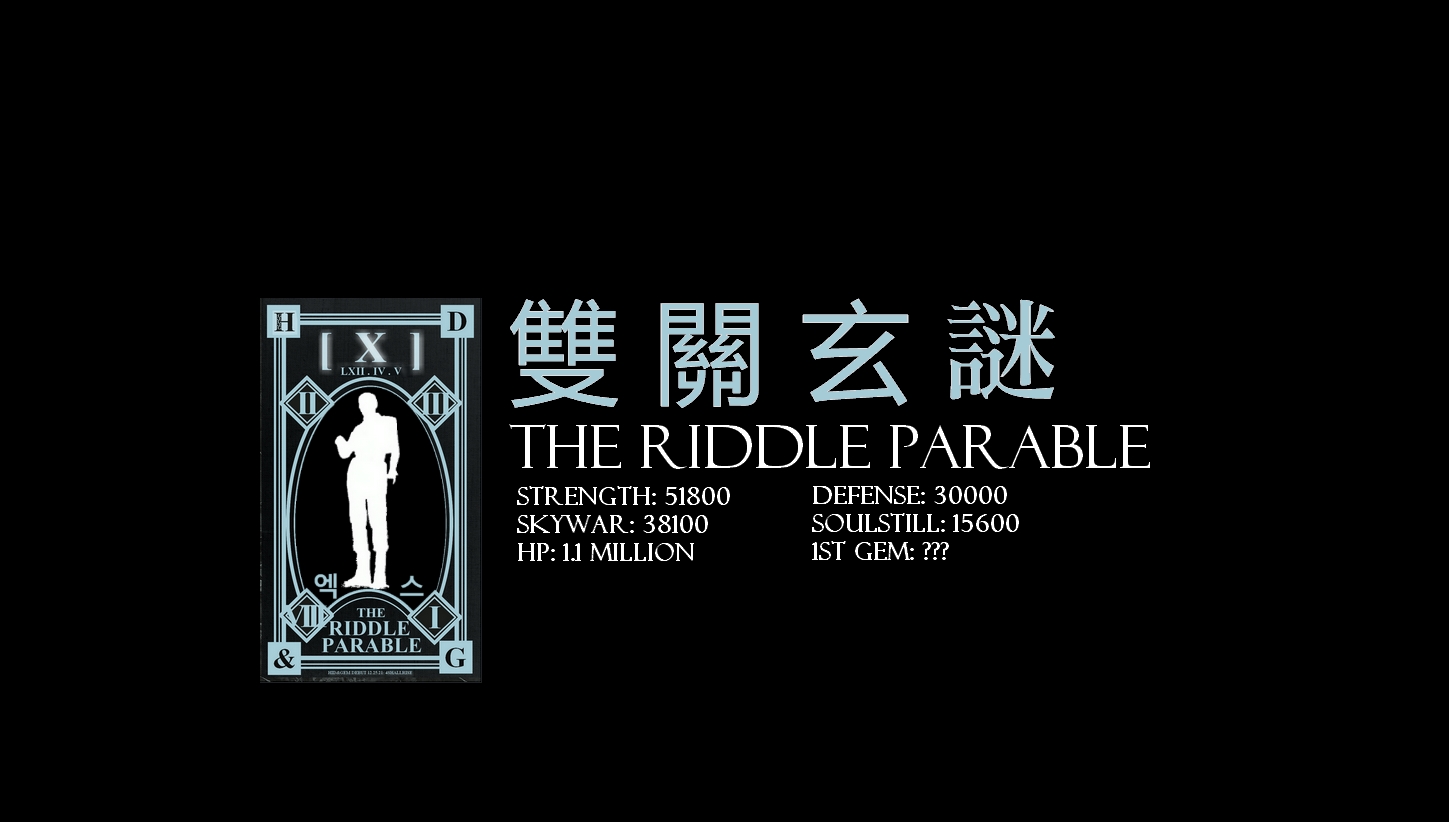 H D
[ X ]
LXII . IV . V
II III
엑 스
VIII I
THE
RIDDLE
PARABLE
& G
雙關玄謎
THE RIDDLE PARABLE
STRENGTH: 51800
SKYWAR: 38100
HP: 1.1 MILLION
DEFENSE: 30000
SOULSTILL: 15600
1ST GEM: ???